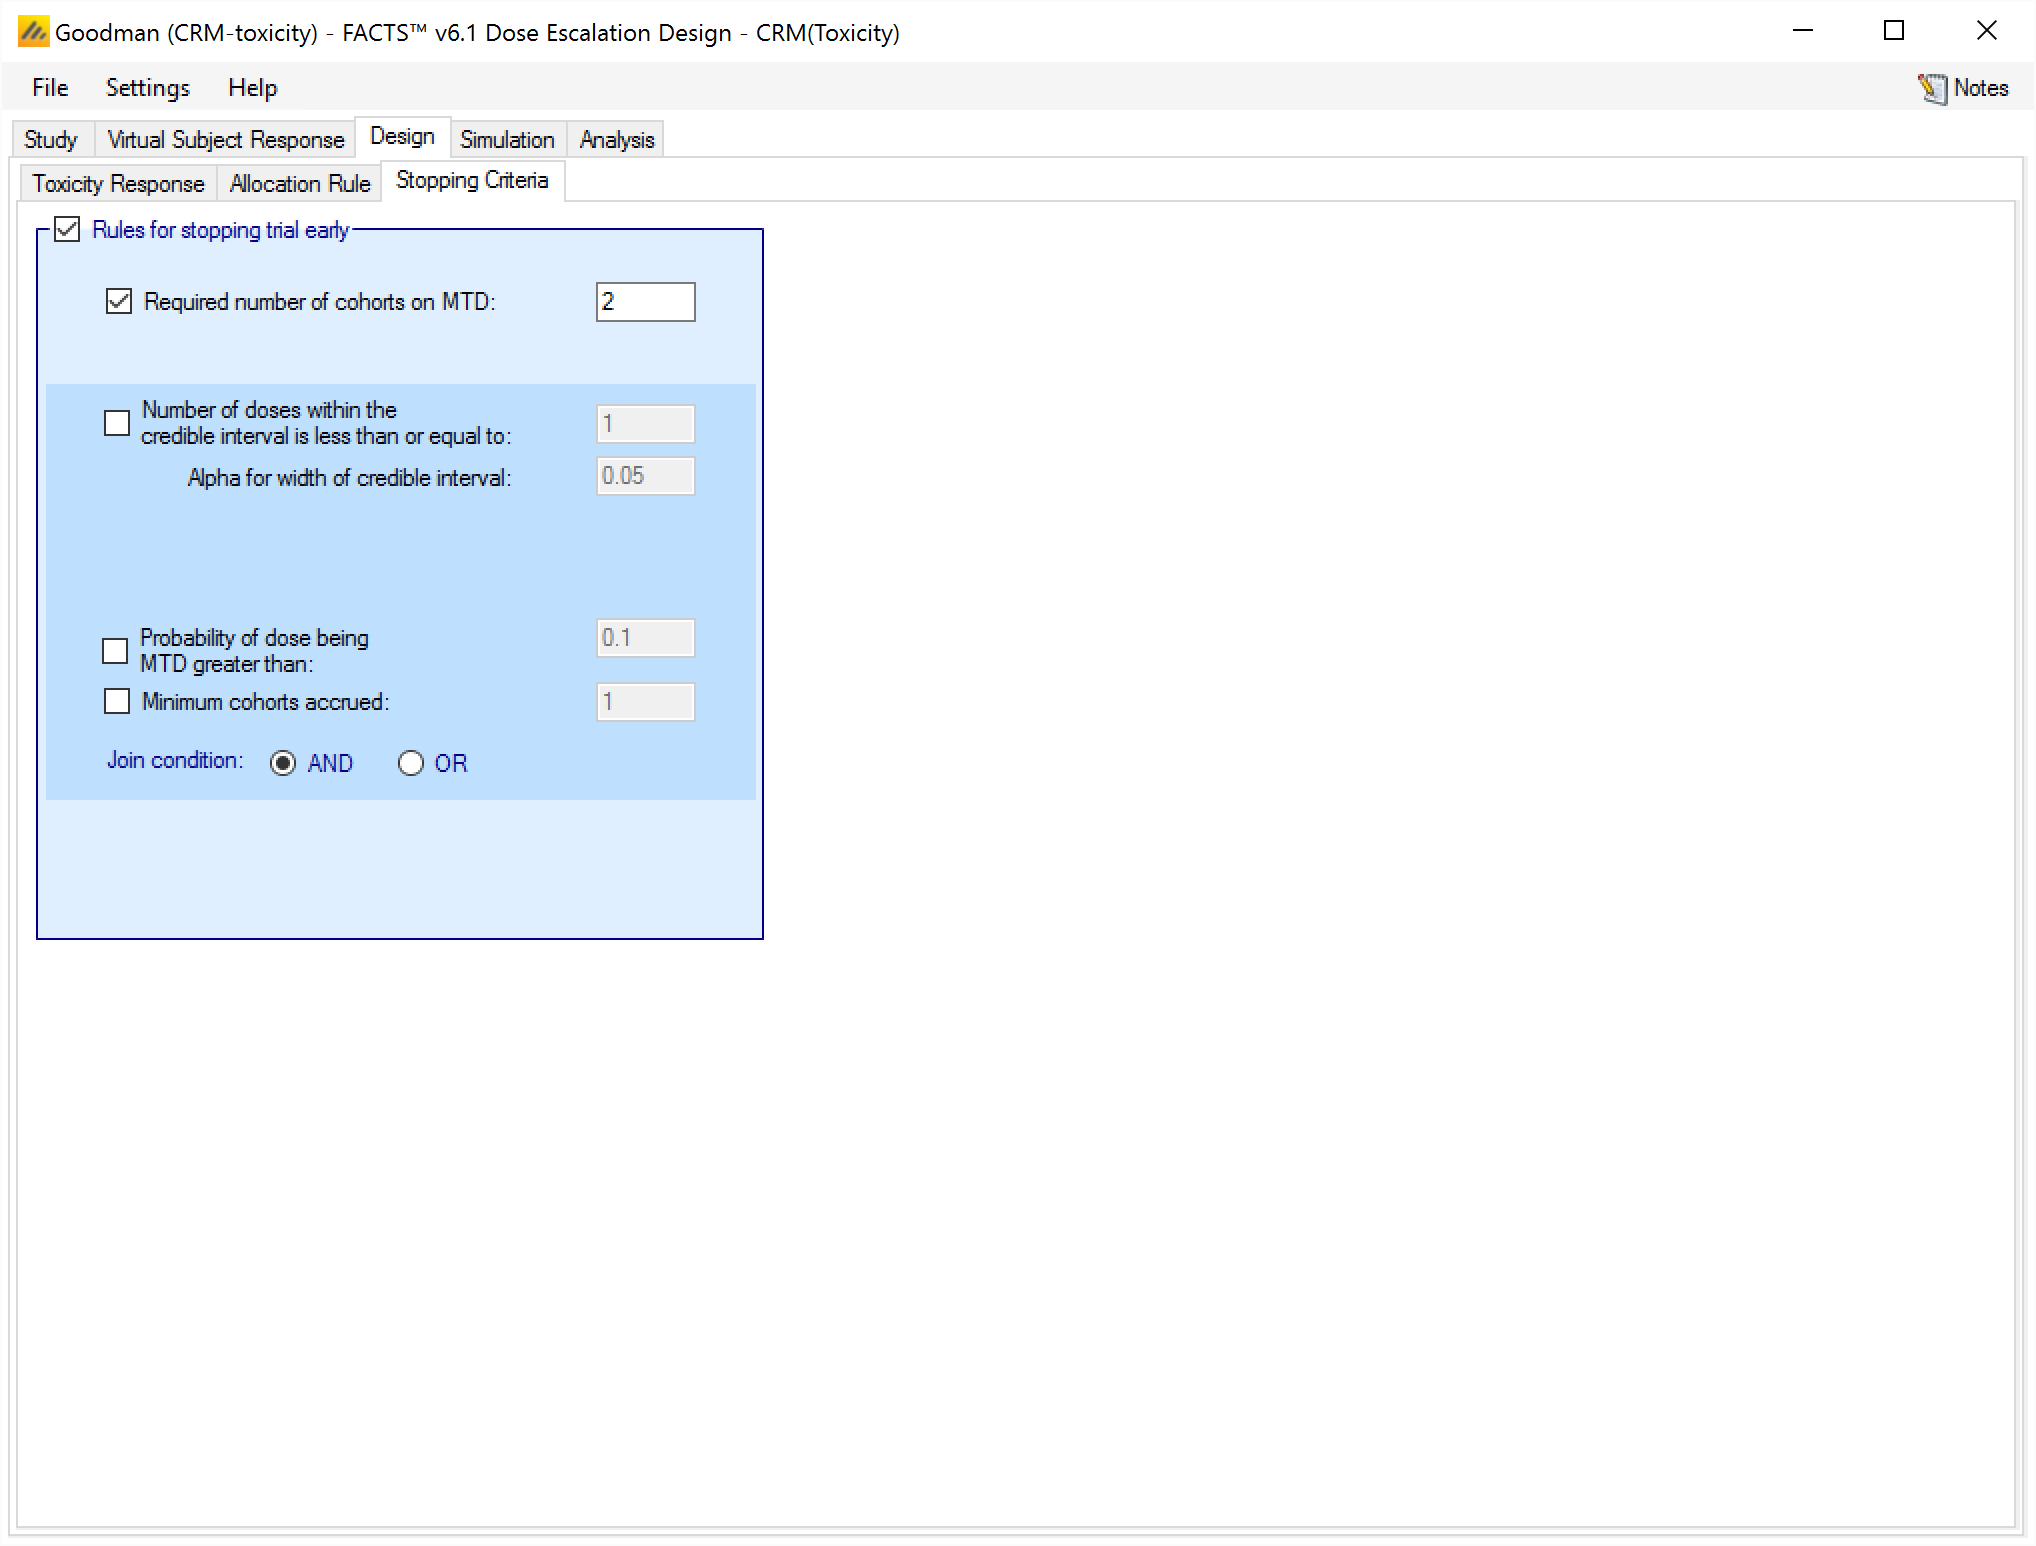 Goodman (CRM-toxicity) - FACTS™ v6.1 Dose Escalation Design - CRM(Toxicity)
File Settings Help Notes
Study Virtual Subject Response Design Simulation Analysis
Toxicity Response Allocation Rule Stopping Criteria
Rules for stopping trial early
Required number of cohorts on MTD: 2
Number of doses within the
credible interval is less than or equal to: 1
Alpha for width of credible interval: 0.05
Probability of dose being
MTD greater than: 0.1
Minimum cohorts accrued: 1
Join condition: AND OR